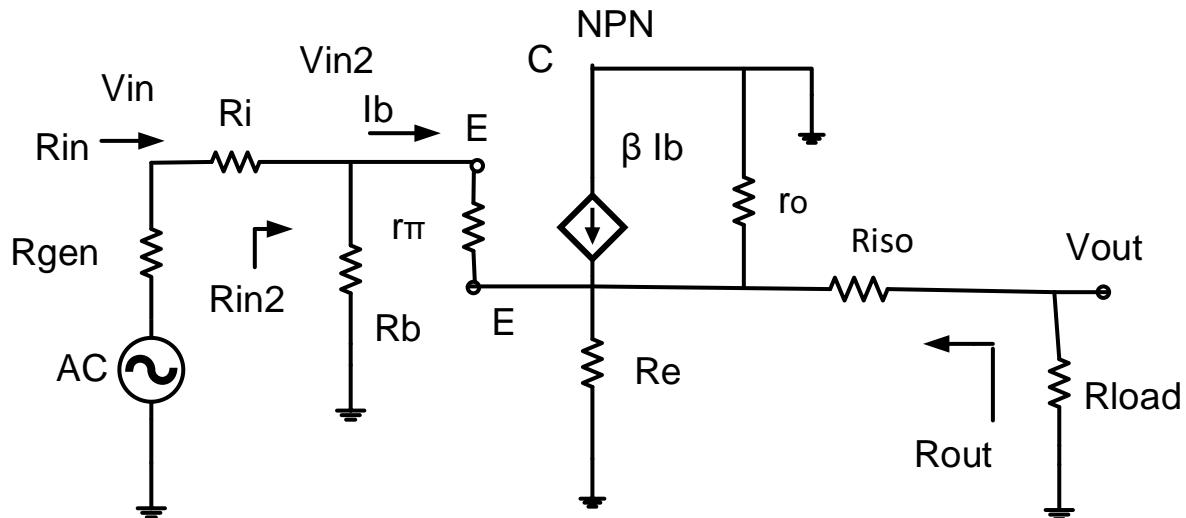 NPN
C
Vin2
Vin
Ri
Ib
E
Rin
β Ib
ro
rπ
Riso
Vout
Rgen
Rin2
E
Rb
AC
Re
Rload
Rout